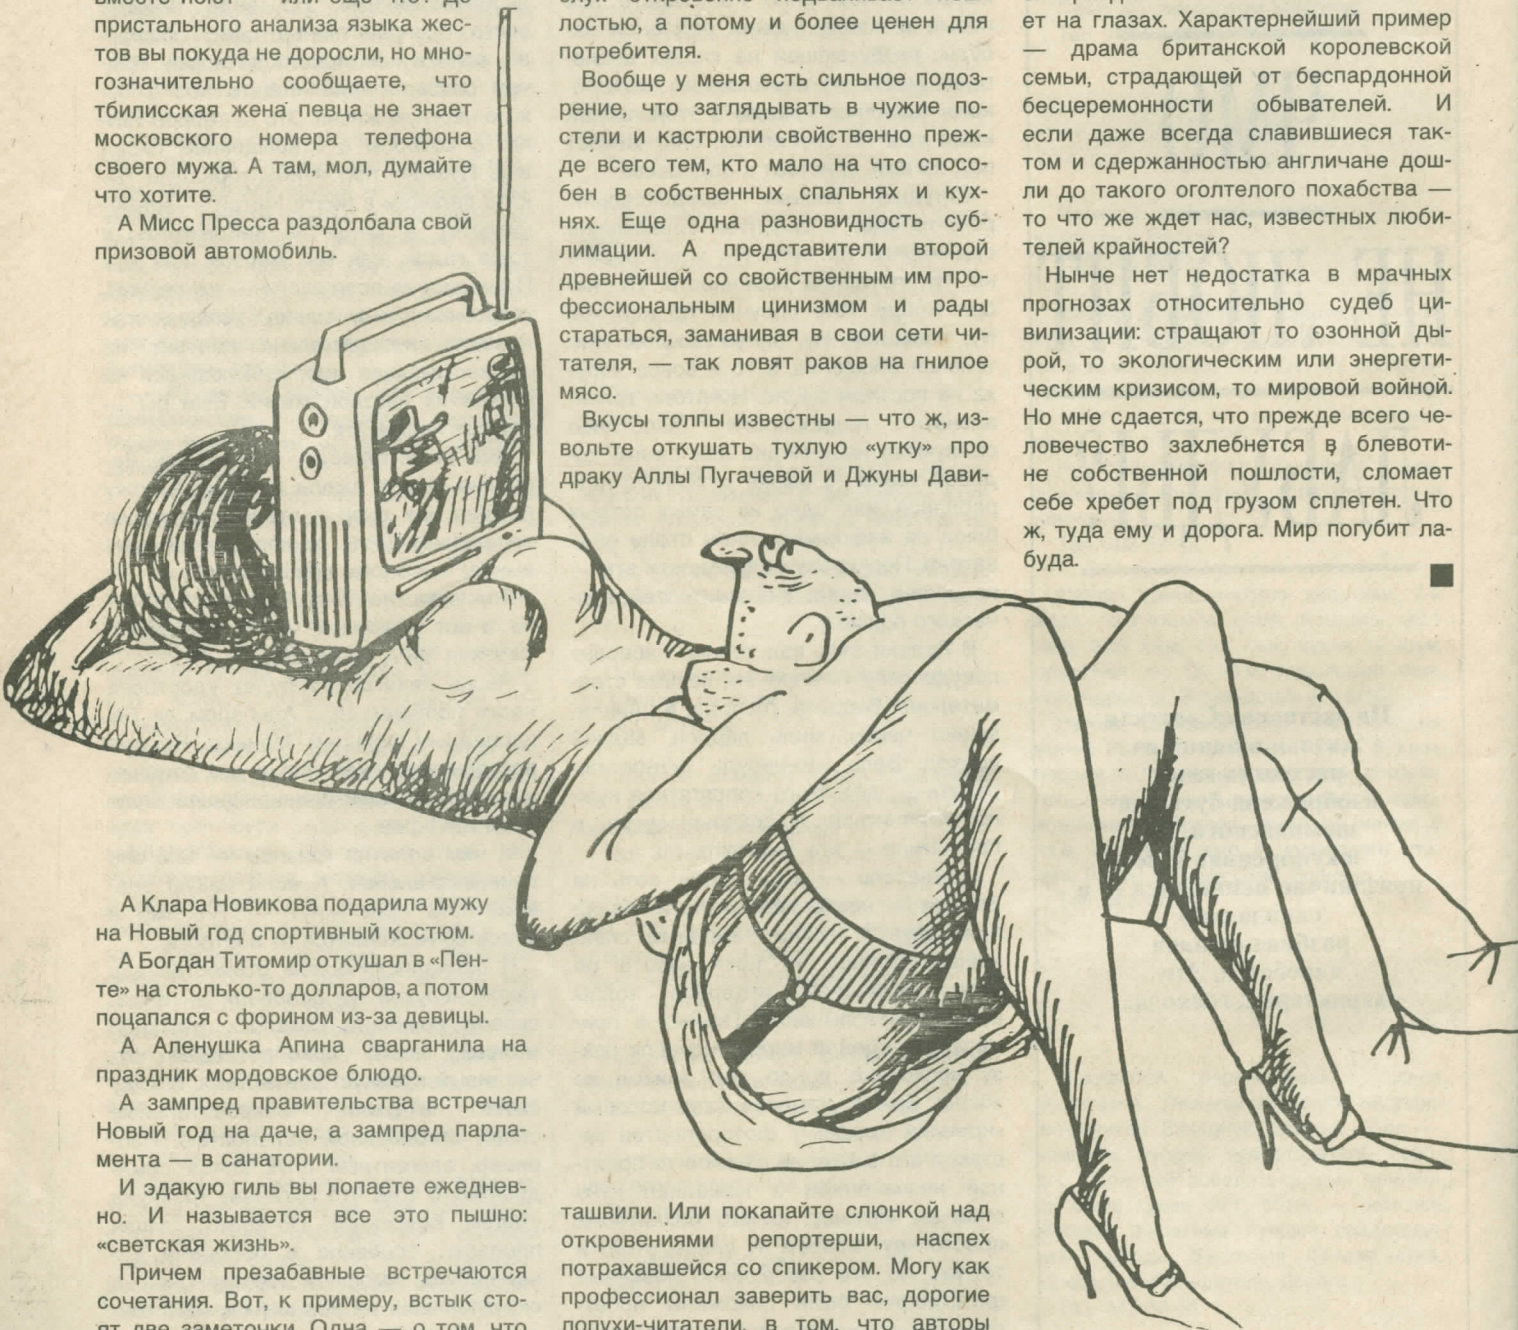 пристального анализа языка жес-
тов вы покуда не доросли, но мно-
гозначительно сообщаете, что
тбилисская жена певца не знает
московского номера телефона
своего мужа. А там, мол, думайте
что хотите.
А Мисс Пресса раздолбала свой
призовой автомобиль.
А Клара Новикова подарила мужу
на Новый год спортивный костюм.
А Богдан Титомир откушал в «Пен-
те» на столько-то долларов, а потом
поцапался с форином из-за девицы.
А Аленушка Апина сварганила на
праздник мордовское блюдо.
А зампред правительства встречал
Новый год на даче, а зампред парла-
мента — в санатории.
И эдакую гиль вы лопаете ежеднев-
но. И называется все это пышно:
«светская жизнь».
Причем презабавные встречаются
сочетания. Вот, к примеру, встык сто-
ят две заметочки. Одна — о том, что
лостью, а потому и более ценен для
потребителя.
Вообще у меня есть сильное подоз-
рение, что заглядывать в чужие по-
стели и кастрюли свойственно преж-
де всего тем, кто мало на что спосо-
бен в собственных спальнях и кух-
нях. Еще одна разновидность суб-
лимации. А представители второй
древнейшей со свойственным им про-
фессиональным цинизмом и рады
стараться, заманивая в свои сети чи-
тателя, — так ловят раков на гнилое
мясо.
Вкусы толпы известны — что ж, из-
вольте откушать тухлую «утку» про
драку Аллы Пугачевой и Джуны Дави-
ташвили. Или покапайте слюнкой над
откровениями репортерши, наспех
потрахавшейся со спикером. Могу как
профессионал заверить вас, дорогие
лопухи-читатели, в том, что авторы
ет на глазах. Характернейший пример
— драма британской королевской
семьи, страдающей от беспардонной
бесцеремонности обывателей. И
если даже всегда славившиеся так-
том и сдержанностью англичане дош-
ли до такого оголтелого похабства —
то что же ждет нас, известных люби-
телей крайностей?
Нынче нет недостатка в мрачных
прогнозах относительно судеб ци-
вилизации: стращают то озонной ды-
рой, то экологическим или энергети-
ческим кризисом, то мировой войной.
Но мне сдается, что прежде всего че-
ловечество захлебнется в блевоти-
не собственной пошлости, сломает
себе хребет под грузом сплетен. Что
ж, туда ему и дорога. Мир погубит ла-
буда.